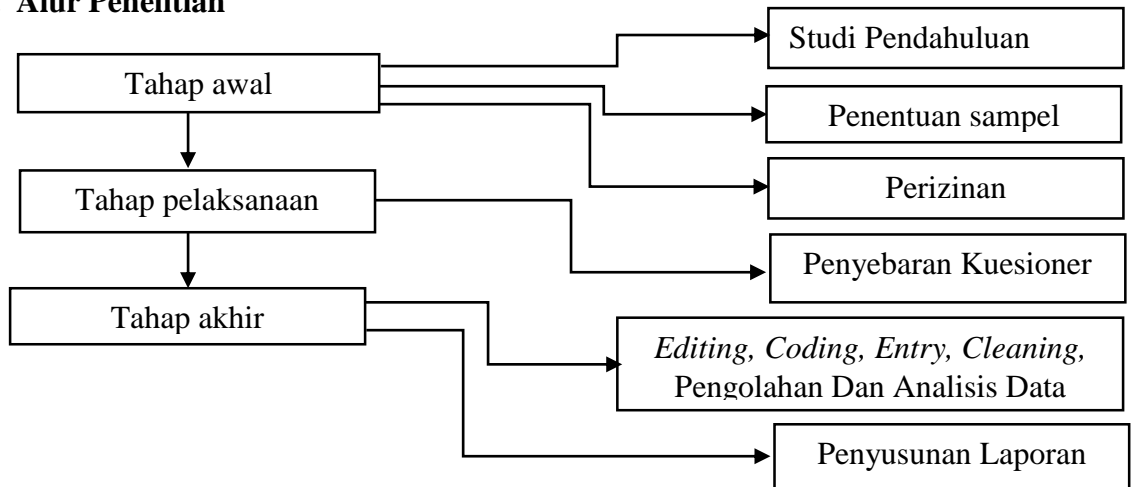 Alur Penelitian
Studi Pendahuluan
Tahap awal
Penentuan sampel
Perizinan
Tahap pelaksanaan
Penyebaran Kuesioner
Tahap akhir
Editing, Coding, Entry, Cleaning,
Pengolahan Dan Analisis Data
Penyusunan Laporan